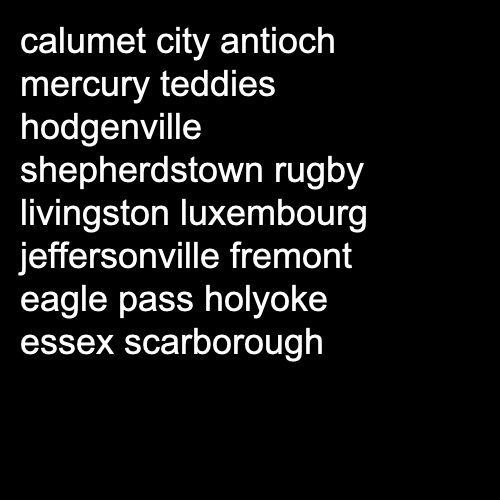 calumet city antioch
mercury teddies
hodgenville
shepherdstown rugby
livingston luxembourg
jeffersonville fremont
eagle pass holyoke
essex scarborough